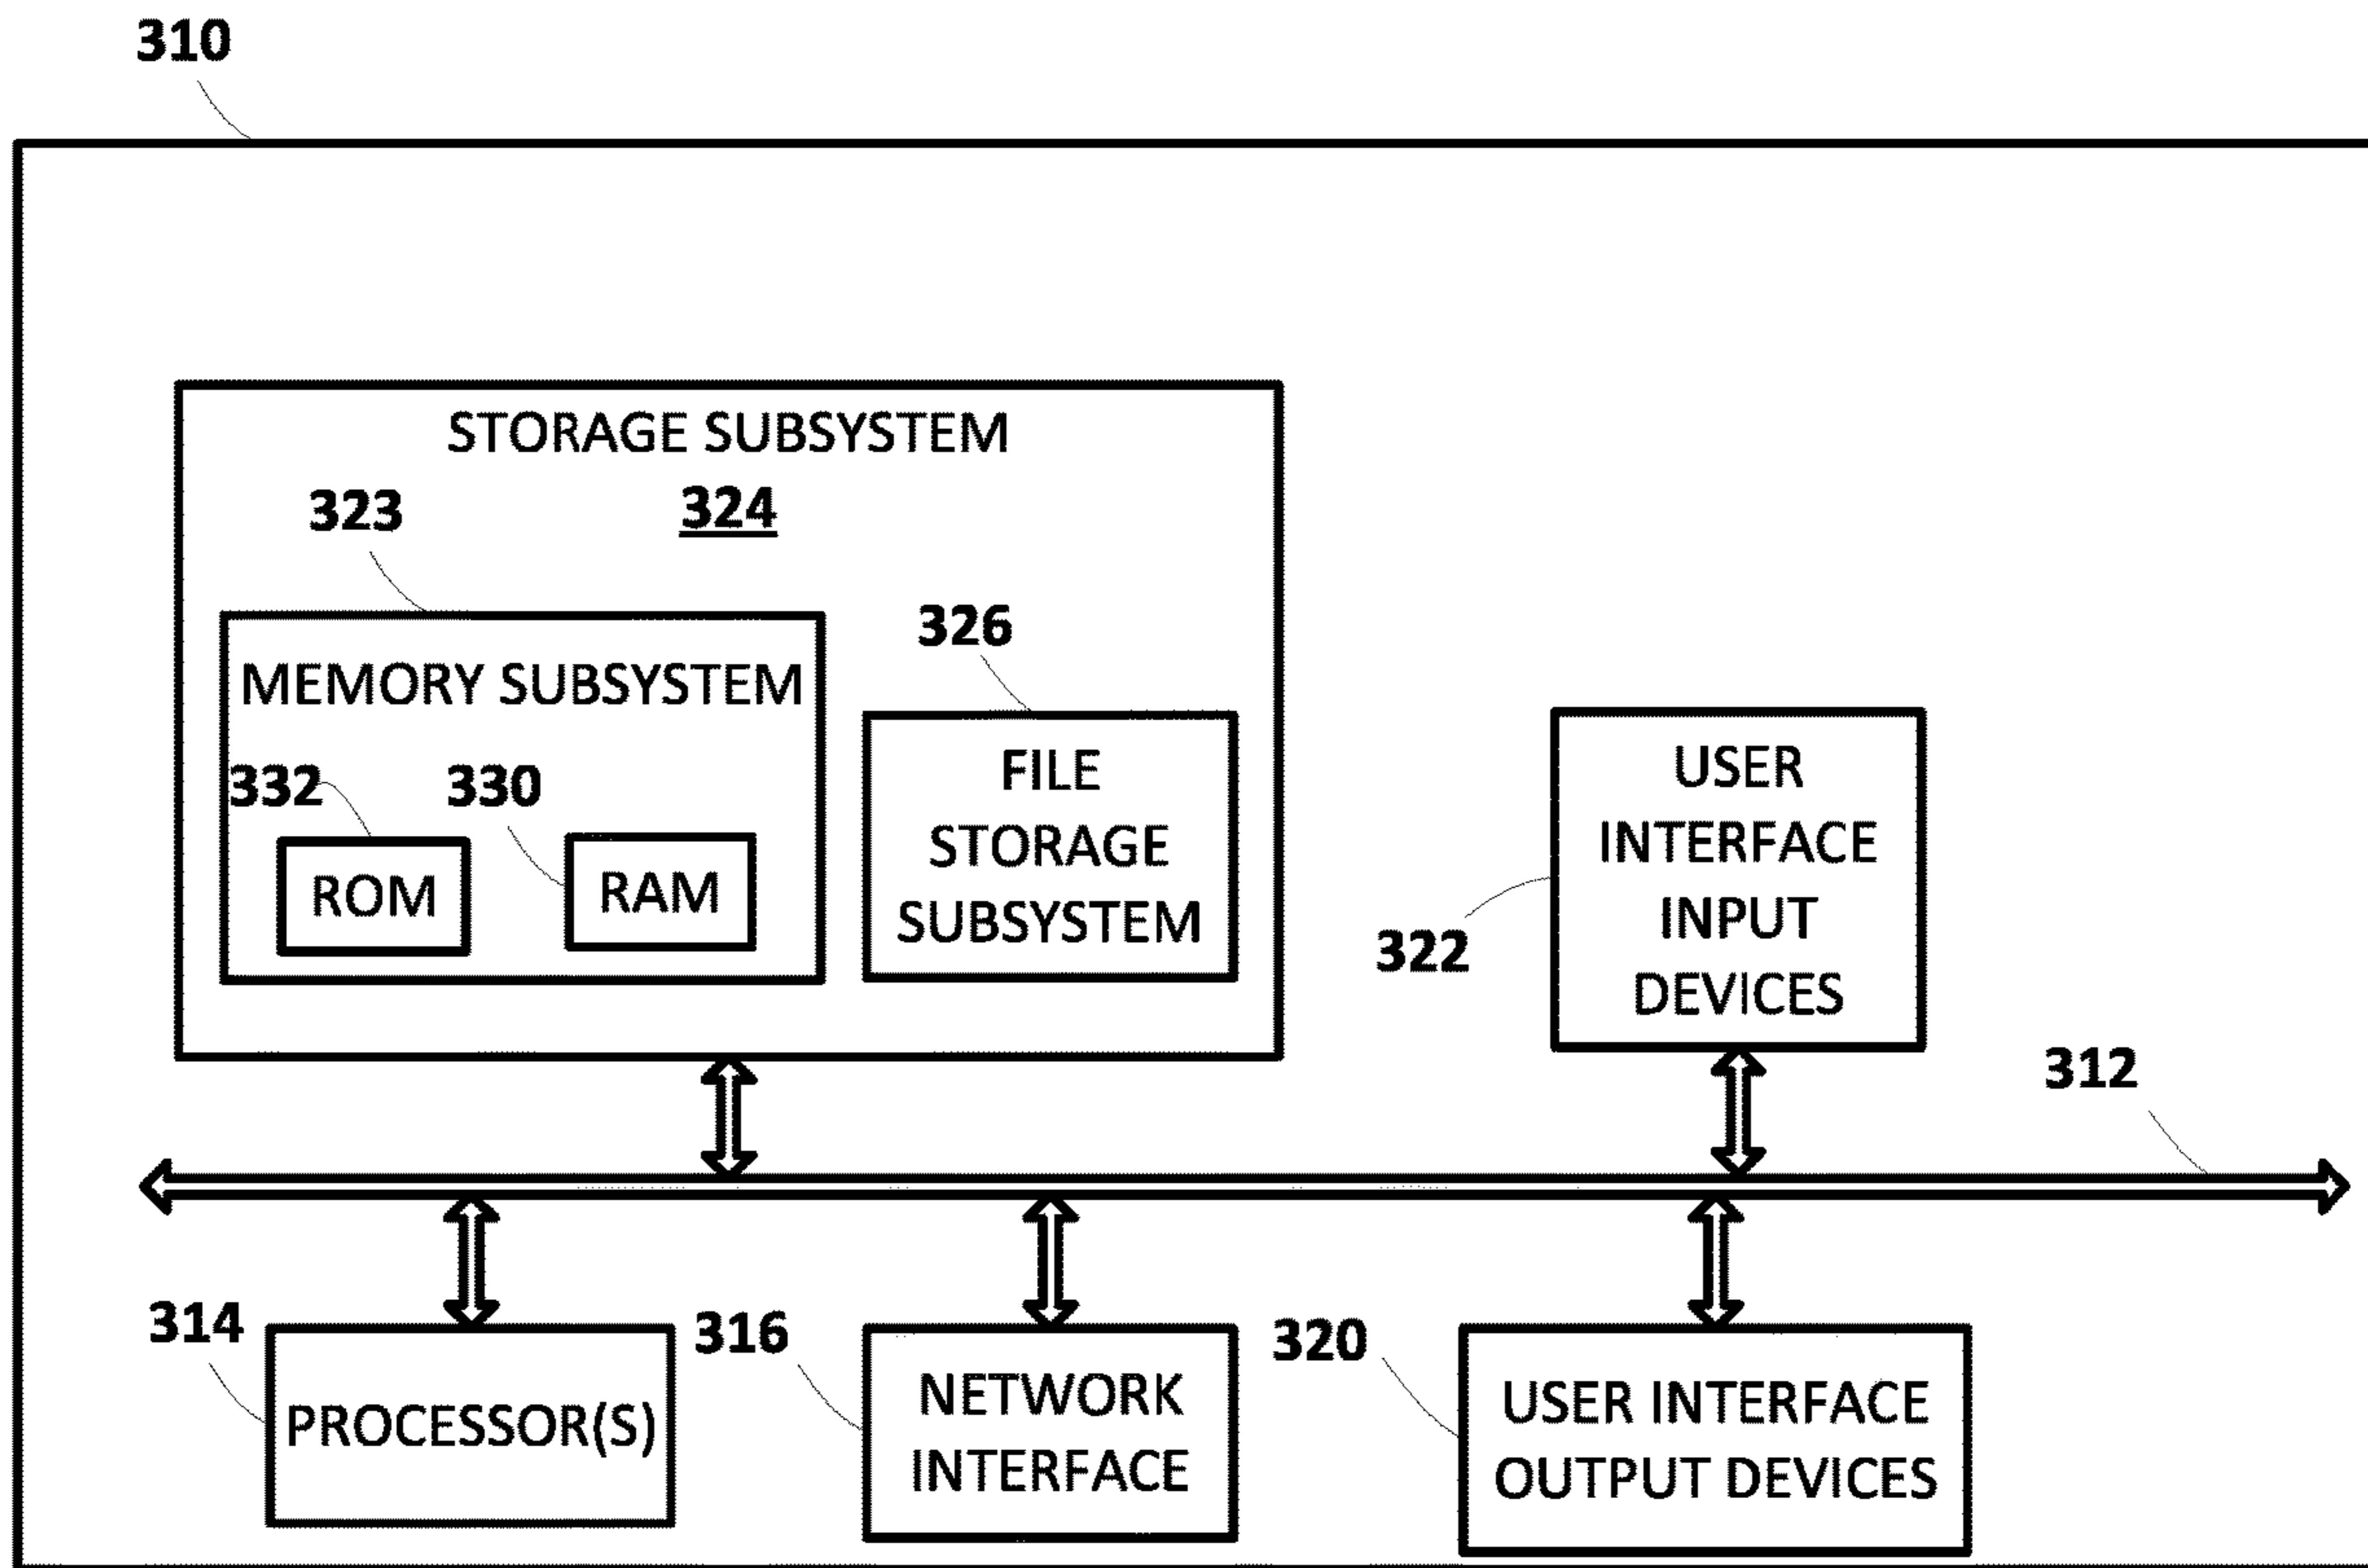 310
STORAGE SUBSYSTEM
323
324
326
MEMORY SUBSYSTEM
332
330
ROM
RAM
FILE
STORAGE
SUBSYSTEM
USER
INTERFACE
INPUT
DEVICES
322
312
314
PROCESSOR(S)
316
NETWORK
INTERFACE
320
USER INTERFACE
OUTPUT DEVICES